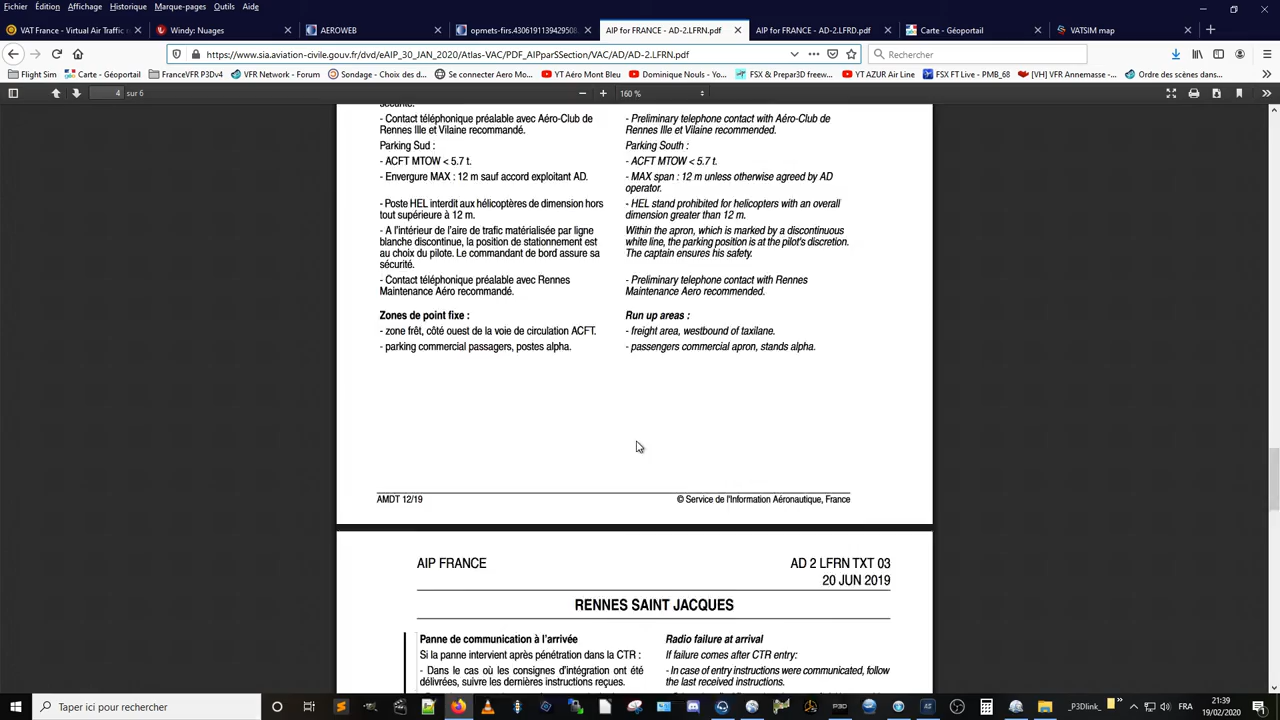 Fichier Édition Affichage Historique Marque-pages Outils Aide
VAT France - Virtual Air Traffic
Windy: Nuages
AEROWEB
opmets-firs.4306191139429508.
AIP for FRANCE - AD-2.LFRN.pdf
AIP for FRANCE - AD-2.LFRD.pdf
Carte - Géoportail
VATSIM map
https://www.sia.aviation-civile.gouv.fr/dvd/eAIP_30_JAN_2020/Atlas-VAC/PDF_AIPparSSection/VAC/AD/AD-2.LFRN.pdf
Rechercher
Flight Sim
Carte - Géoportail
FranceVFR P3Dv4
VFR Network - Forum
Sondage - Choix des d...
Se connecter Aero Mo...
YT Aéro Mont Bleu
Dominique Nouls - Yo...
FSX & Prepar3D freew...
YT AZUR Air Line
FSX FT Live - PMB_68
[VH] VFR Annemasse -...
Ordre des scènes dans...
4 sur 6
160 %
sécurité.
- Contact téléphonique préalable avec Aéro-Club de
Rennes Ille et Vilaine recommandé.
Parking Sud :
- ACFT MTOW < 5.7 t.
- Envergure MAX : 12 m sauf accord exploitant AD.
- Poste HEL interdit aux hélicoptères de dimension hors
tout supérieure à 12 m.
- A l'intérieur de l'aire de trafic matérialisée par ligne
blanche discontinue, la position de stationnement est
au choix du pilote. Le commandant de bord assure sa
sécurité.
- Contact téléphonique préalable avec Rennes
Maintenance Aéro recommandé.
Zones de point fixe :
- zone frêt, côté ouest de la voie de circulation ACFT.
- parking commercial passagers, postes alpha.
- Preliminary telephone contact with Aéro-Club de
Rennes Ille et Vilaine recommended.
Parking South :
- ACFT MTOW < 5.7 t.
- MAX span : 12 m unless otherwise agreed by AD
operator.
- HEL stand prohibited for helicopters with an overall
dimension greater than 12 m.
Within the apron, which is marked by a discontinuous
white line, the parking position is at the pilot's discretion.
The captain ensures his safety.
- Preliminary telephone contact with Rennes
Maintenance Aero recommended.
Run up areas :
- freight area, westbound of taxilane.
- passengers commercial apron, stands alpha.
AMDT 12/19
© Service de l'Information Aéronautique, France
AIP FRANCE
AD 2 LFRN TXT 03
20 JUN 2019
RENNES SAINT JACQUES
Panne de communication à l'arrivée
Si la panne intervient après pénétration dans la CTR :
- Dans le cas où les consignes d'intégration ont été
délivrées, suivre les dernières instructions reçues.
Radio failure at arrival
If failure comes after CTR entry:
- In case of entry instructions were communicated, follow
the last received instructions.
Taper ici pour rechercher
_P3Dlink_
FR
21:39
19/02/2020